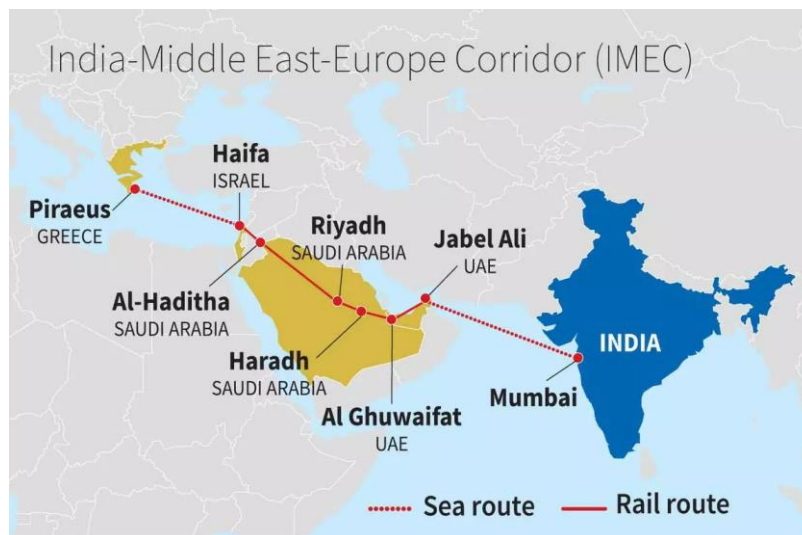 India-Middle East-Europe Corridor (IMEC)
Haifa
ISRAEL
Piraeus
GREECE
Riyadh
SAUDI ARABIA
Jabel Ali
UAE
Al-Haditha
SAUDI ARABIA
Haradh
SAUDI ARABIA
INDIA
Mumbai
Al Ghuwaifat
UAE
Sea route
Rail route